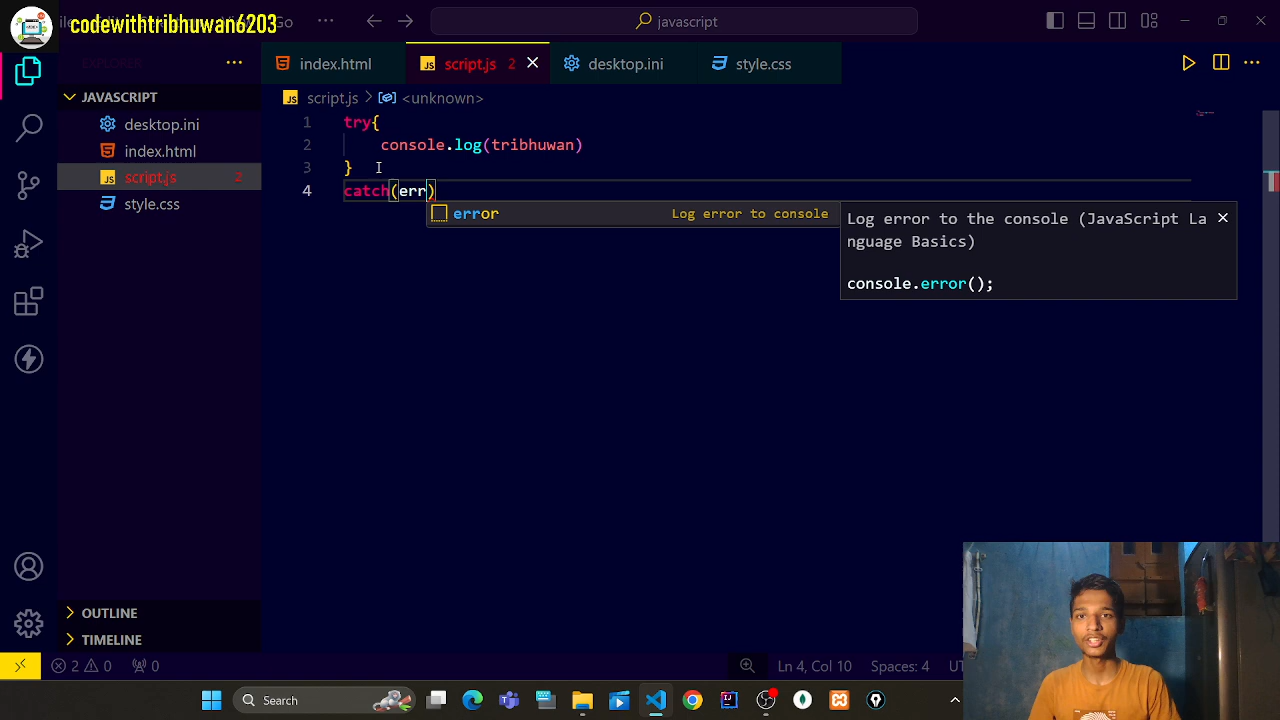 codewithtribhuwan6203
Go
javascript
EXPLORER
JAVASCRIPT
desktop.ini
index.html
script.js 2
style.css
OUTLINE
TIMELINE
index.html
script.js 2
desktop.ini
style.css
script.js > <unknown>
1 try{
2 console.log(tribhuwan)
3 }
4 catch(err)
error Log error to console
Log error to the console (JavaScript La
nguage Basics)
console.error();
2 0 0
Ln 4, Col 10 Spaces: 4
Search